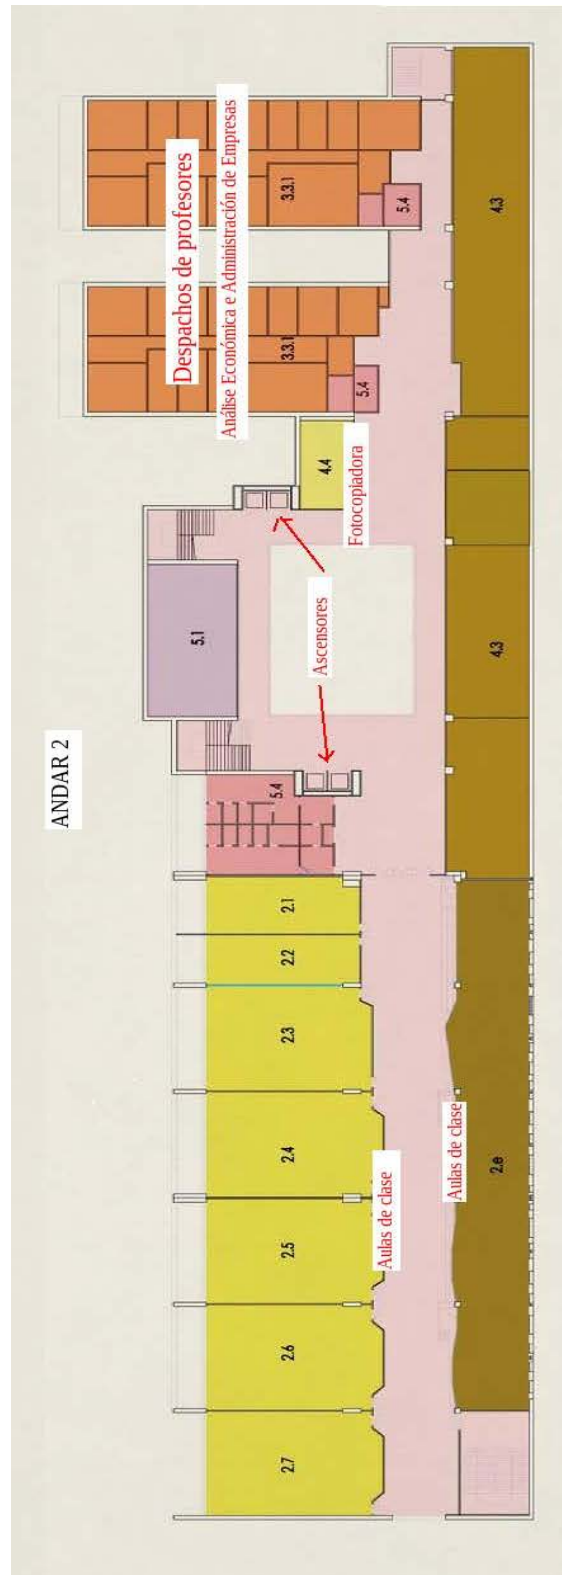 ANDAR 2
Despachos de profesores
Análise Económica e Administración de Empresas
3.3.1
3.3.1
5.4
5.4
4.3
4.4
Fotocopiadora
5.1
Ascensores
4.3
5.4
2.1
2.2
2.3
2.4
2.5
2.6
2.7
Aulas de clase
Aulas de clase
2.e